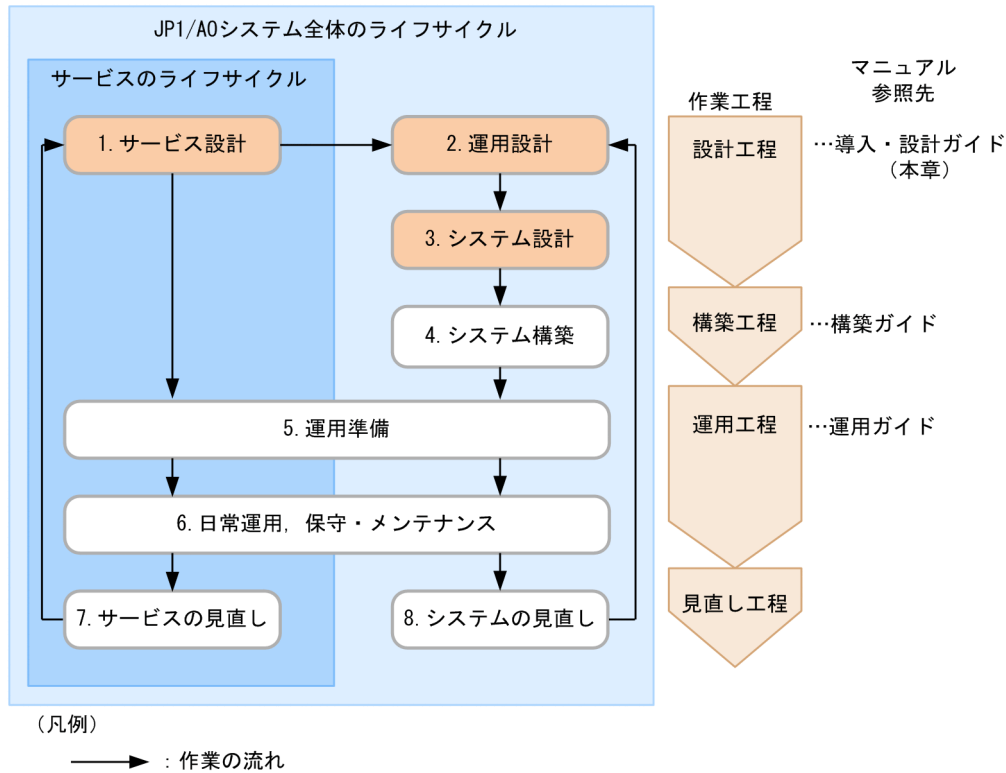 JP1/AOシステム全体のライフサイクル
サービスのライフサイクル
1.サービス設計
2.運用設計
3.システム設計
4.システム構築
5.運用準備
6.日常運用，保守・メンテナンス
7.サービスの見直し
8.システムの見直し
作業工程
マニュアル
参照先
設計工程
…導入・設計ガイド
（本章）
構築工程
…構築ガイド
運用工程
…運用ガイド
見直し工程
（凡例）
：作業の流れ